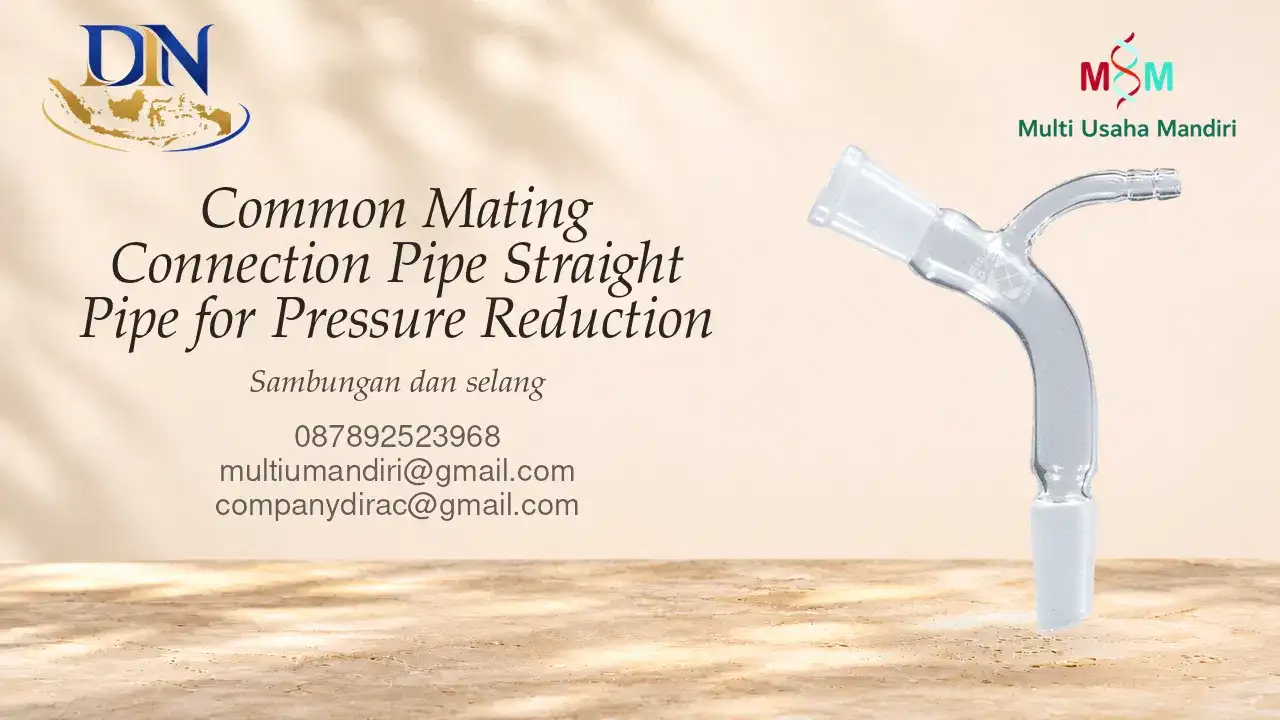 DIN
MSM
Multi Usaha Mandiri
Common Mating
Connection Pipe Straight
Pipe for Pressure Reduction
Sambungan dan selang
087892523968
multiumandiri@gmail.com
companydirac@gmail.com